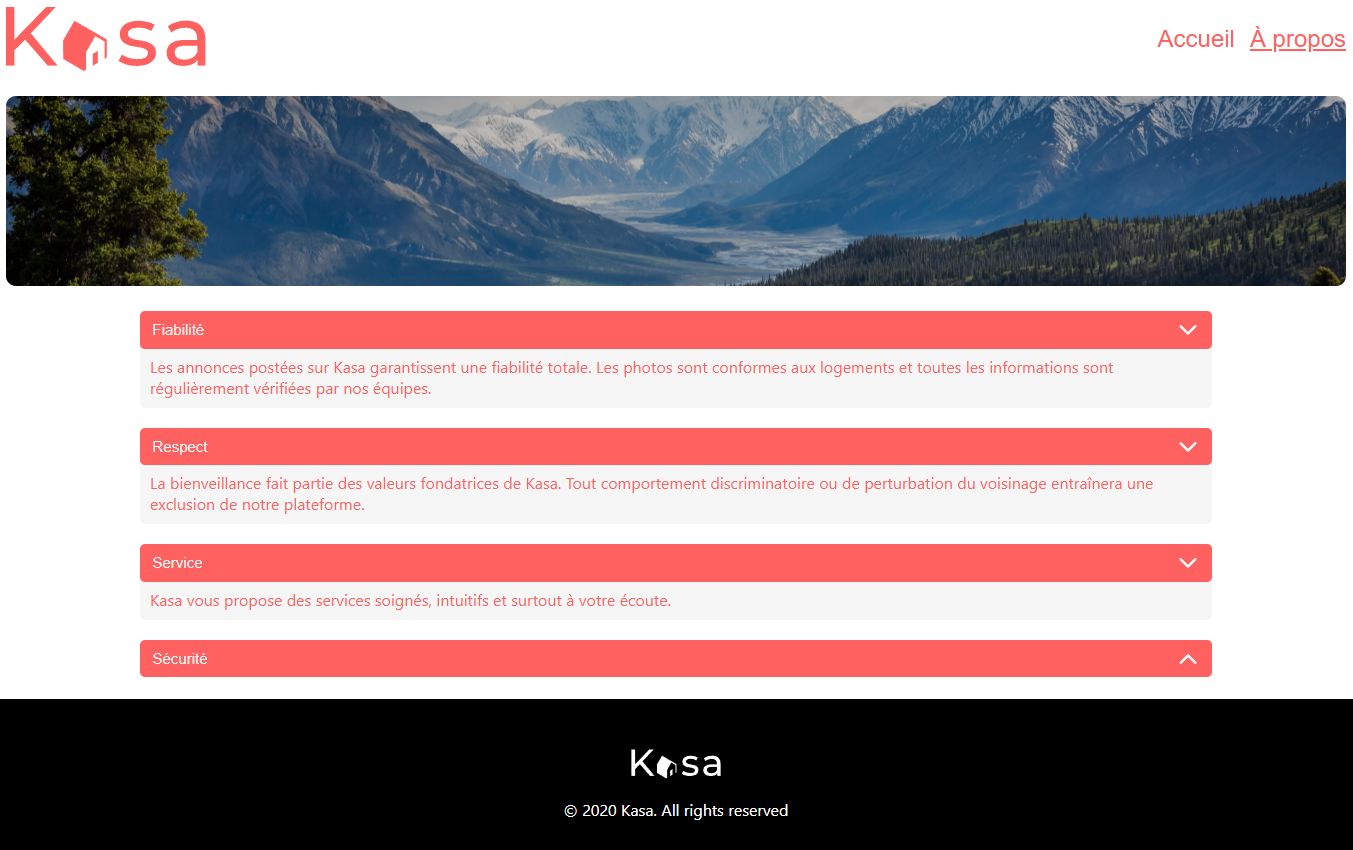 Kasa
Accueil À propos
Fiabilité
Les annonces postées sur Kasa garantissent une fiabilité totale. Les photos sont conformes aux logements et toutes les informations sont
régulièrement vérifiées par nos équipes.
Respect
La bienveillance fait partie des valeurs fondatrices de Kasa. Tout comportement discriminatoire ou de perturbation du voisinage entraînera une
exclusion de notre plateforme.
Service
Kasa vous propose des services soignés, intuitifs et surtout à votre écoute.
Sécurité
Kasa
© 2020 Kasa. All rights reserved